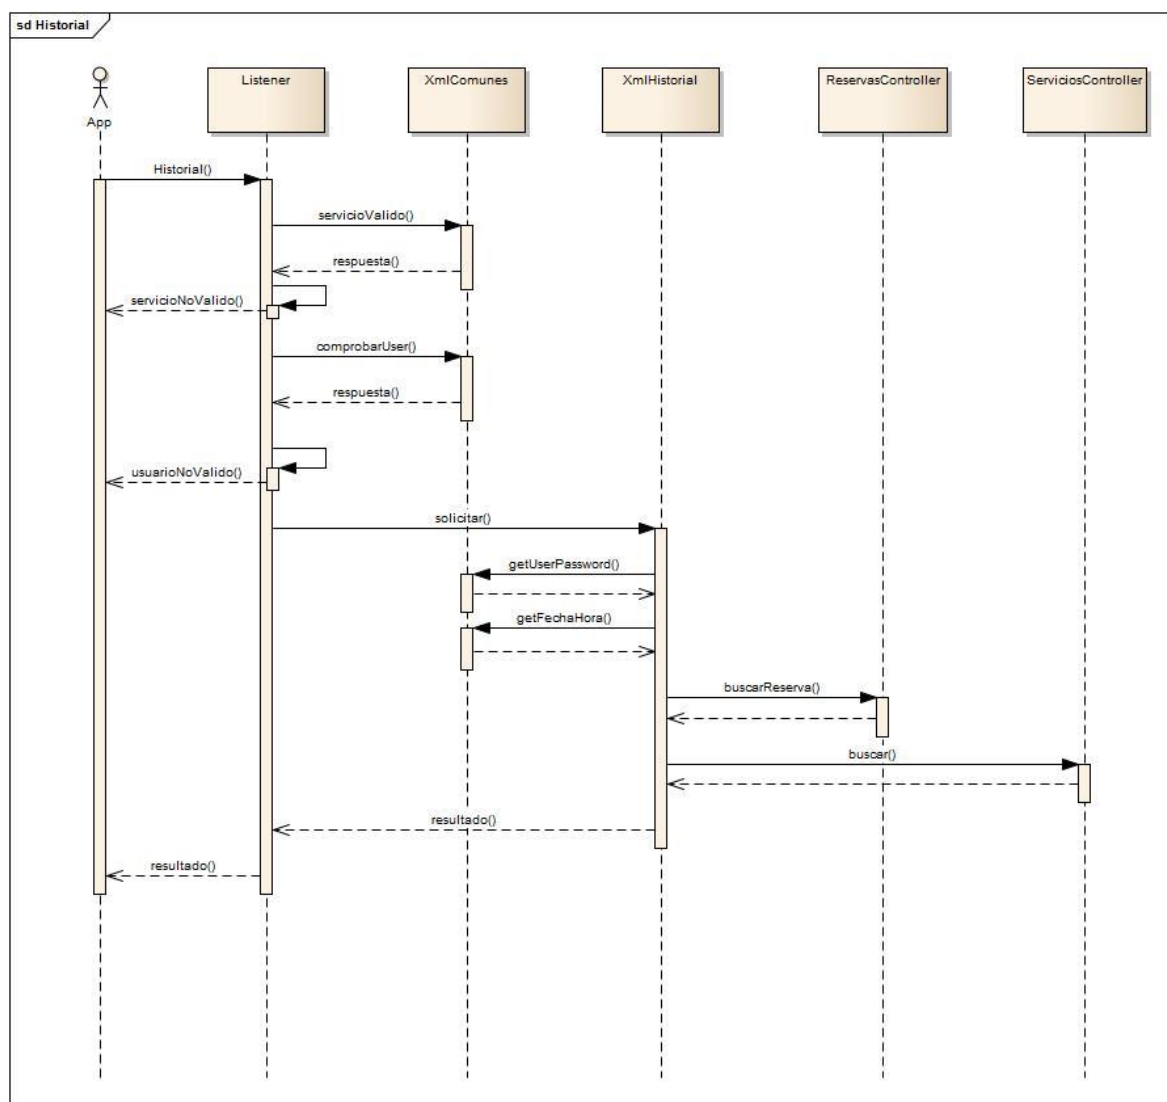 sd Historial
App
Listener
XmlComunes
XmlHistorial
ReservasController
ServiciosController
Historial()
servicioValido()
respuesta()
servicioNoValido()
comprobarUser()
respuesta()
usuarioNoValido()
solicitar()
getUserPassword()
getFechaHora()
buscarReserva()
buscar()
resultado()
resultado()